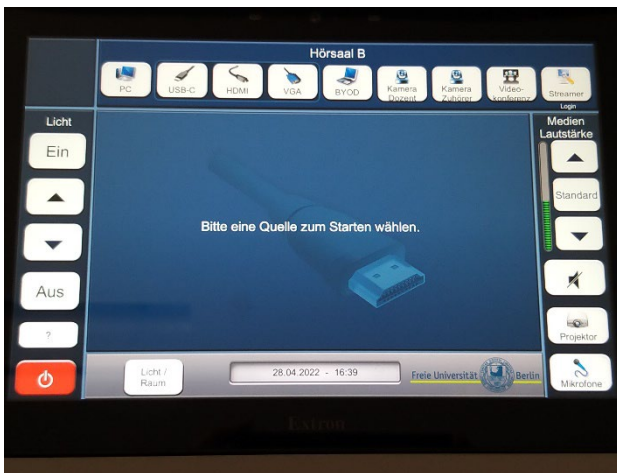 Hörsaal B
PC
USB-C
HDMI
VGA
BYOD
Kamera
Dozent
Kamera
Zuhörer
Video-
konferenz
Streamer
Login
Licht
Ein
Aus
?
Bitte eine Quelle zum Starten wählen.
Medien
Lautstärke
Standard
Projektor
Mikrofone
Licht /
Raum
28.04.2022 - 16:39
Freie Universität Berlin
Extron